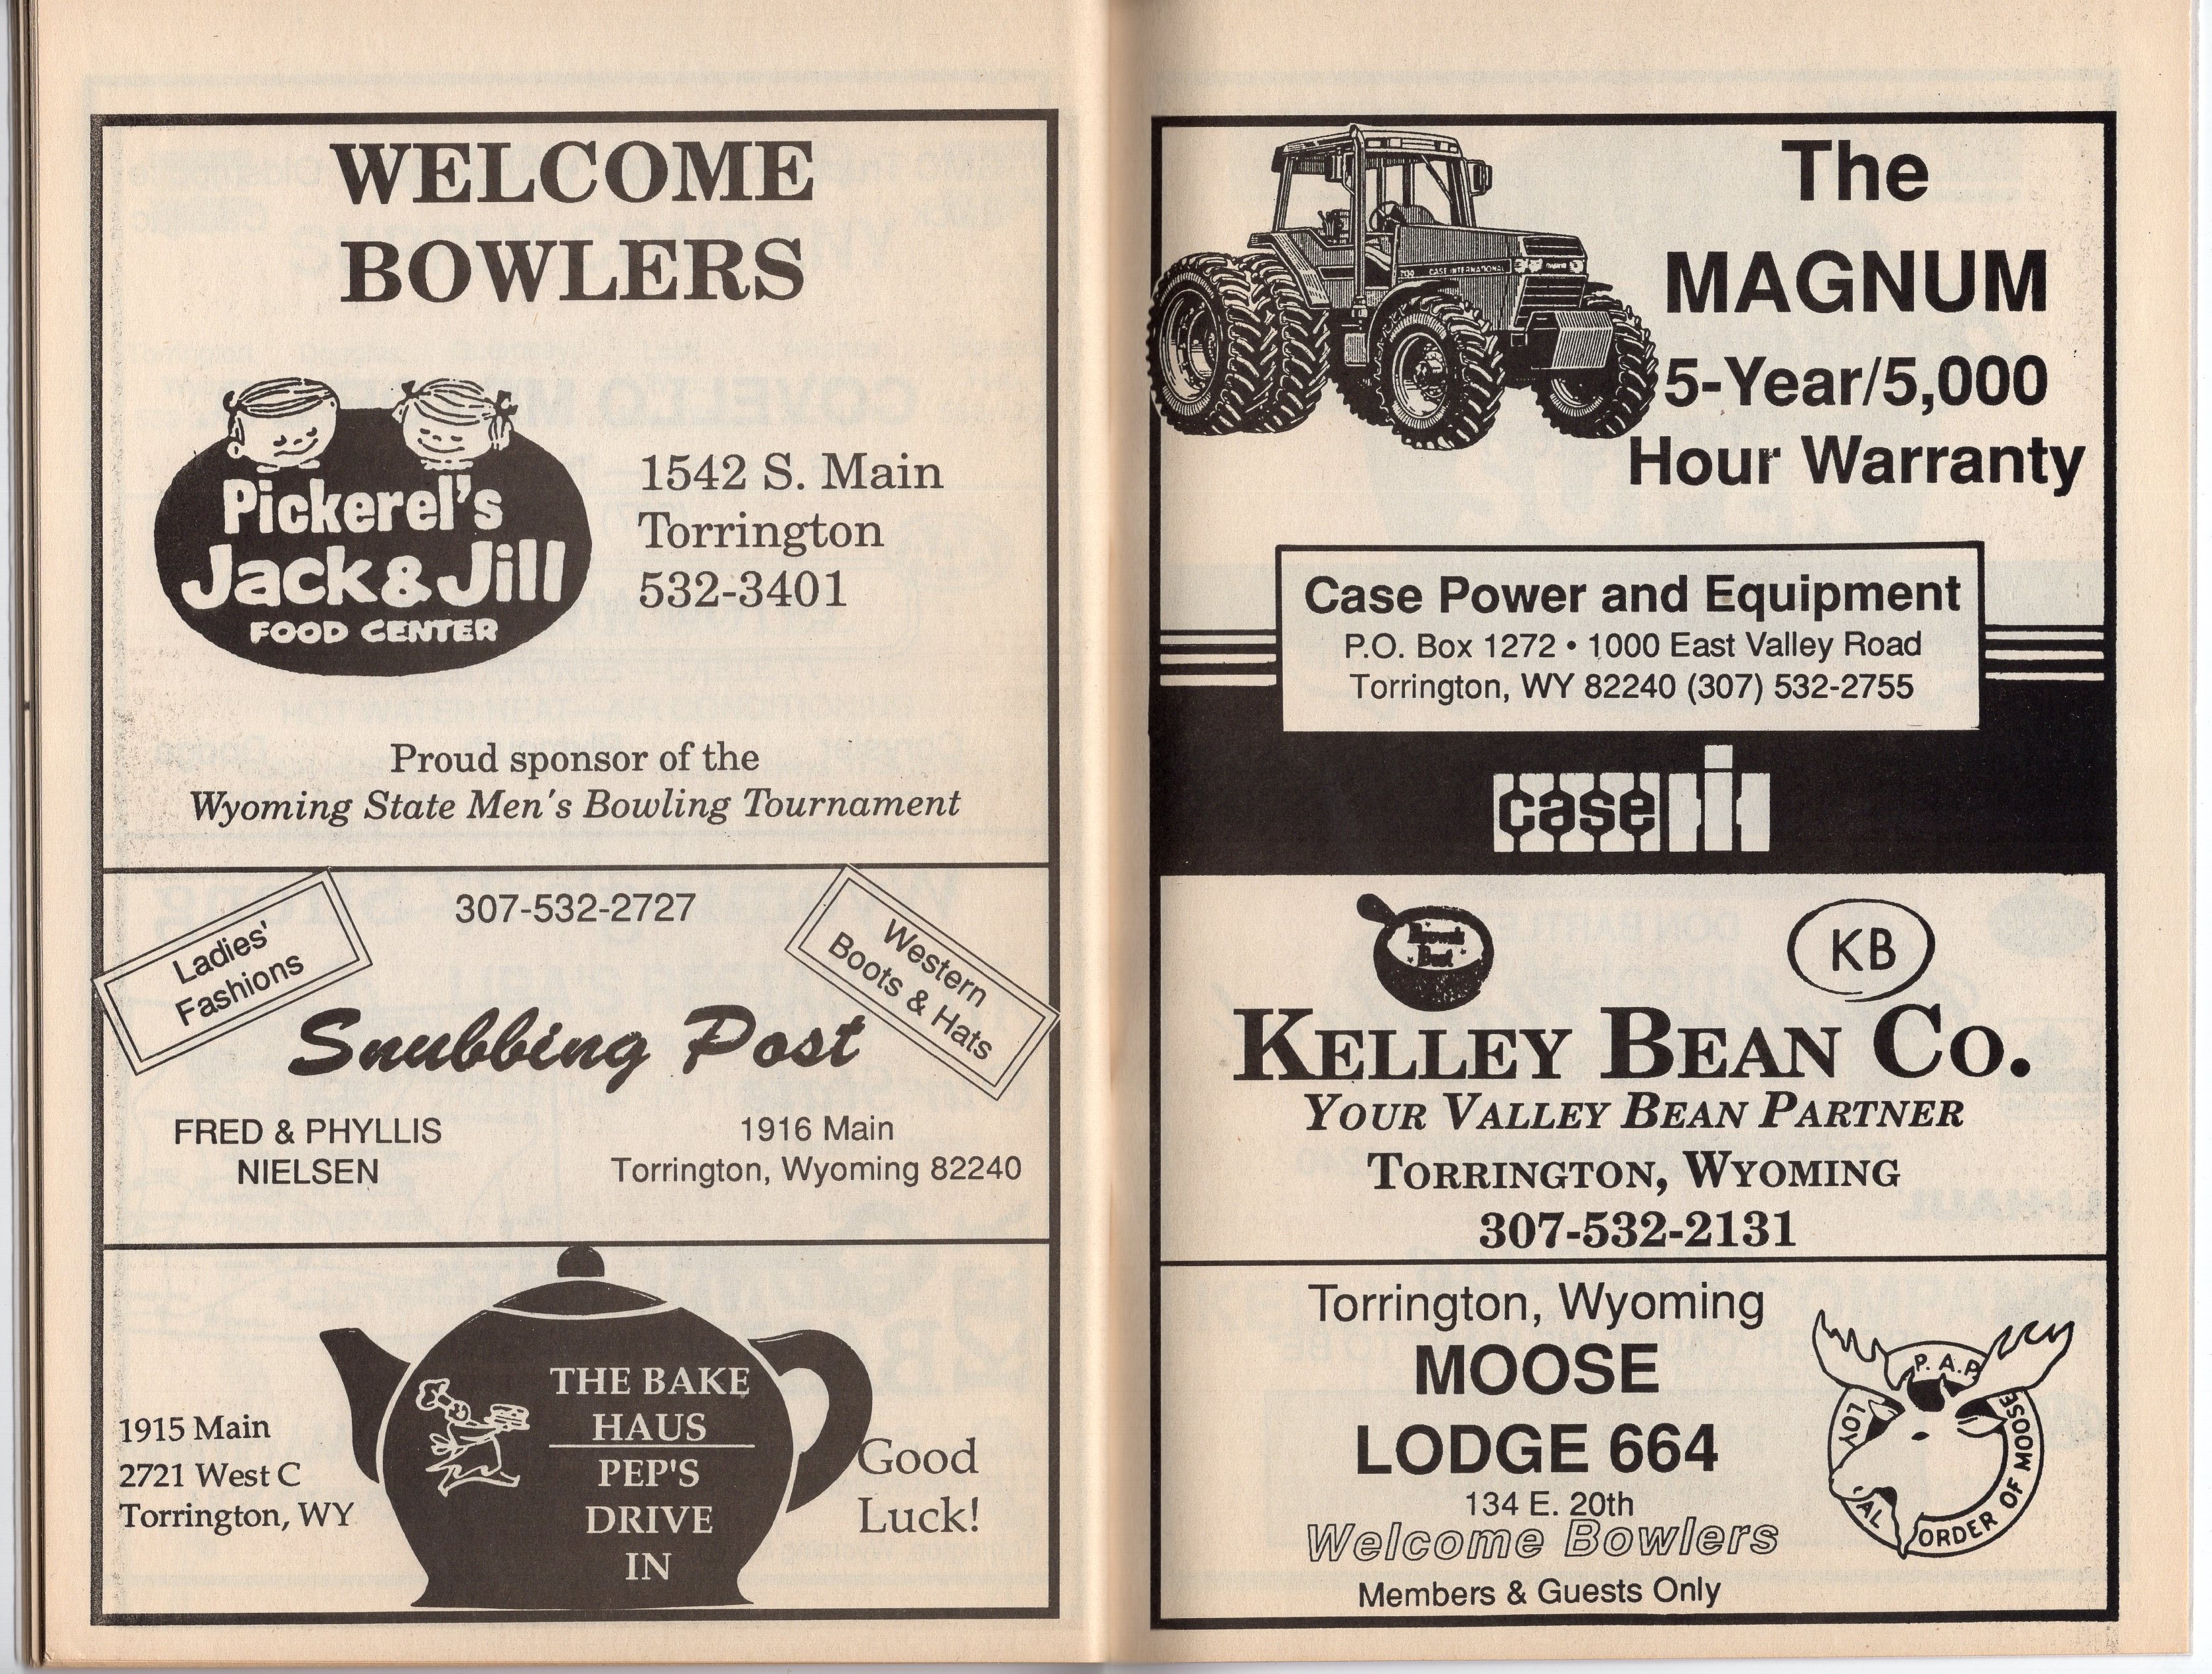 WELCOME
BOWLERS
Pickerel's
Jack & Jill
FOOD CENTER
1542 S. Main
Torrington
532-3401
Proud sponsor of the
Wyoming State Men's Bowling Tournament
Ladies'
Fashions
307-532-2727
Western
Boots & Hats
Snubbing Post
FRED & PHYLLIS
NIELSEN
1916 Main
Torrington, Wyoming 82240
THE BAKE
HAUS
PEP'S
DRIVE
IN
1915 Main
2721 West C
Torrington, WY
Good
Luck!
The
MAGNUM
5-Year/5,000
Hour Warranty
CASE INTERNATIONAL
Case Power and Equipment
P.O. Box 1272 • 1000 East Valley Road
Torrington, WY 82240 (307) 532-2755
case IH
Brown's
Best
KB
KELLEY BEAN CO.
YOUR VALLEY BEAN PARTNER
TORRINGTON, WYOMING
307-532-2131
Torrington, Wyoming
MOOSE
LODGE 664
134 E. 20th
Welcome Bowlers
Members & Guests Only
P. A. P.
LOYAL ORDER OF MOOSE